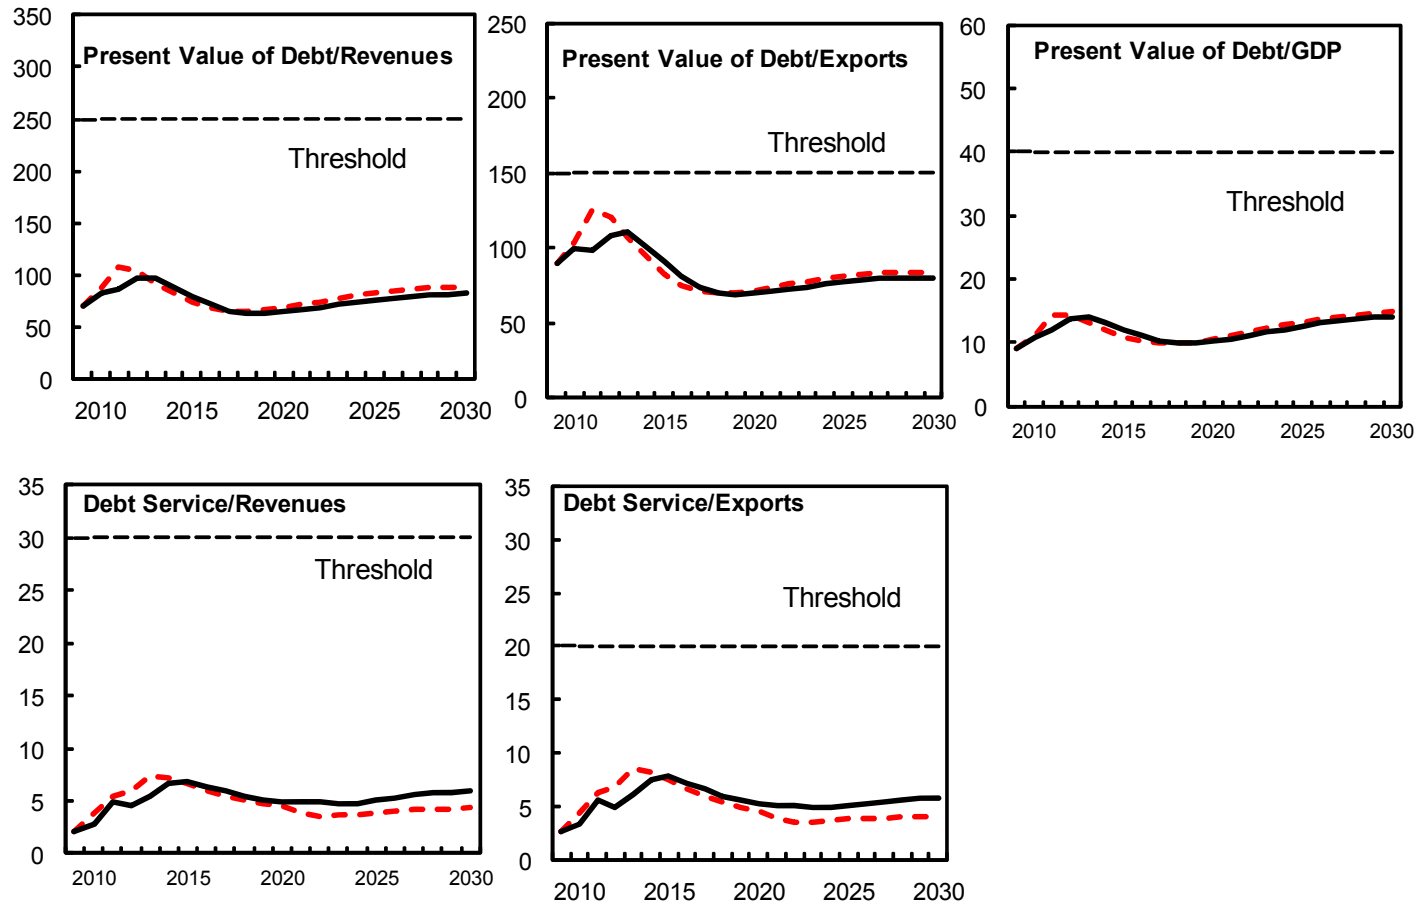 Present Value of Debt/Revenues
350
300
250
200
150
100
50
0
Threshold
2010 2015 2020 2025 2030
Present Value of Debt/Exports
250
200
150
100
50
0
Threshold
2010 2015 2020 2025 2030
Present Value of Debt/GDP
60
50
40
30
20
10
0
Threshold
2010 2015 2020 2025 2030
Debt Service/Revenues
35
30
25
20
15
10
5
0
Threshold
2010 2015 2020 2025 2030
Debt Service/Exports
35
30
25
20
15
10
5
0
Threshold
2010 2015 2020 2025 2030